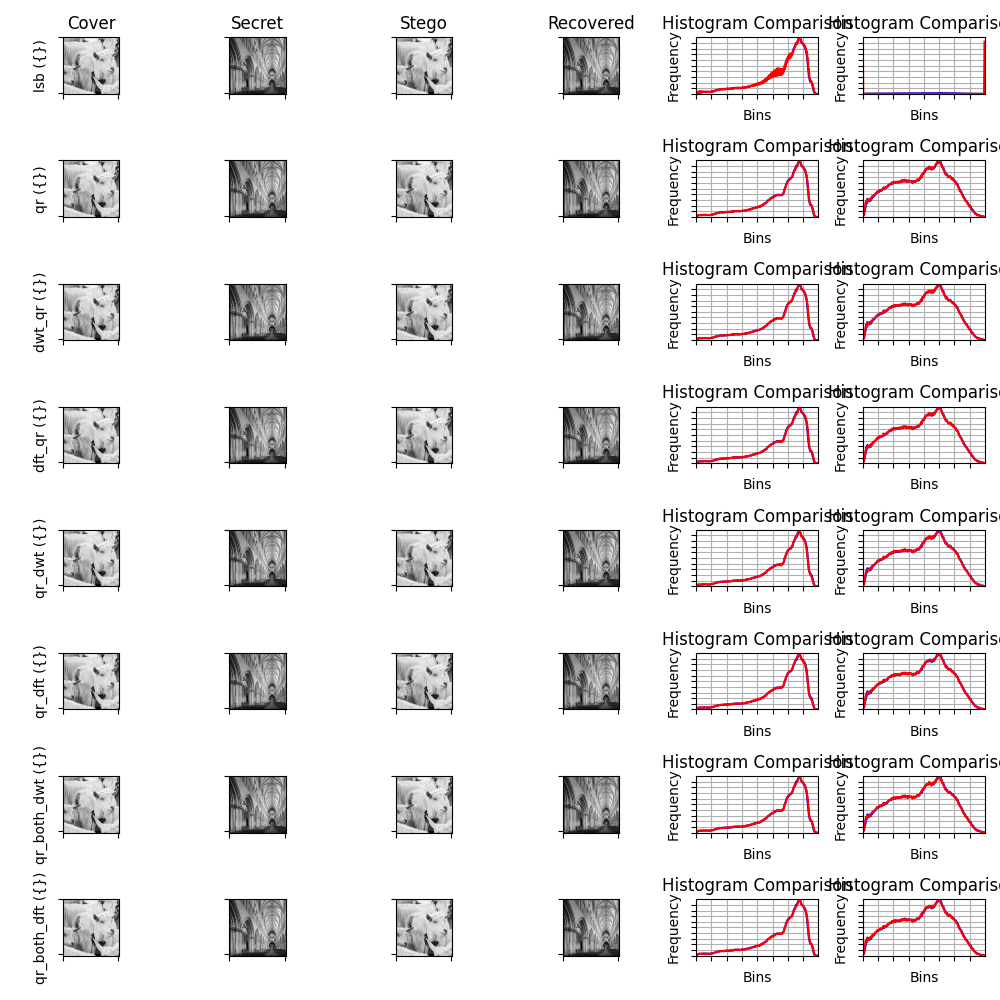 Cover Secret Stego Recovered Histogram Comparison Histogram Comparis
lsb ({}) Frequency Frequency
Bins Bins
Histogram Comparison Histogram Comparis
qr ({}) Frequency Frequency
Bins Bins
Histogram Comparison Histogram Comparis
dwt_qr ({}) Frequency Frequency
Bins Bins
Histogram Comparison Histogram Comparis
dft_qr ({}) Frequency Frequency
Bins Bins
Histogram Comparison Histogram Comparis
qr_dwt ({}) Frequency Frequency
Bins Bins
Histogram Comparison Histogram Comparis
qr_dft ({}) Frequency Frequency
Bins Bins
Histogram Comparison Histogram Comparis
qr_both_dwt ({}) Frequency Frequency
Bins Bins
Histogram Comparison Histogram Comparis
qr_both_dft ({}) Frequency Frequency
Bins Bins